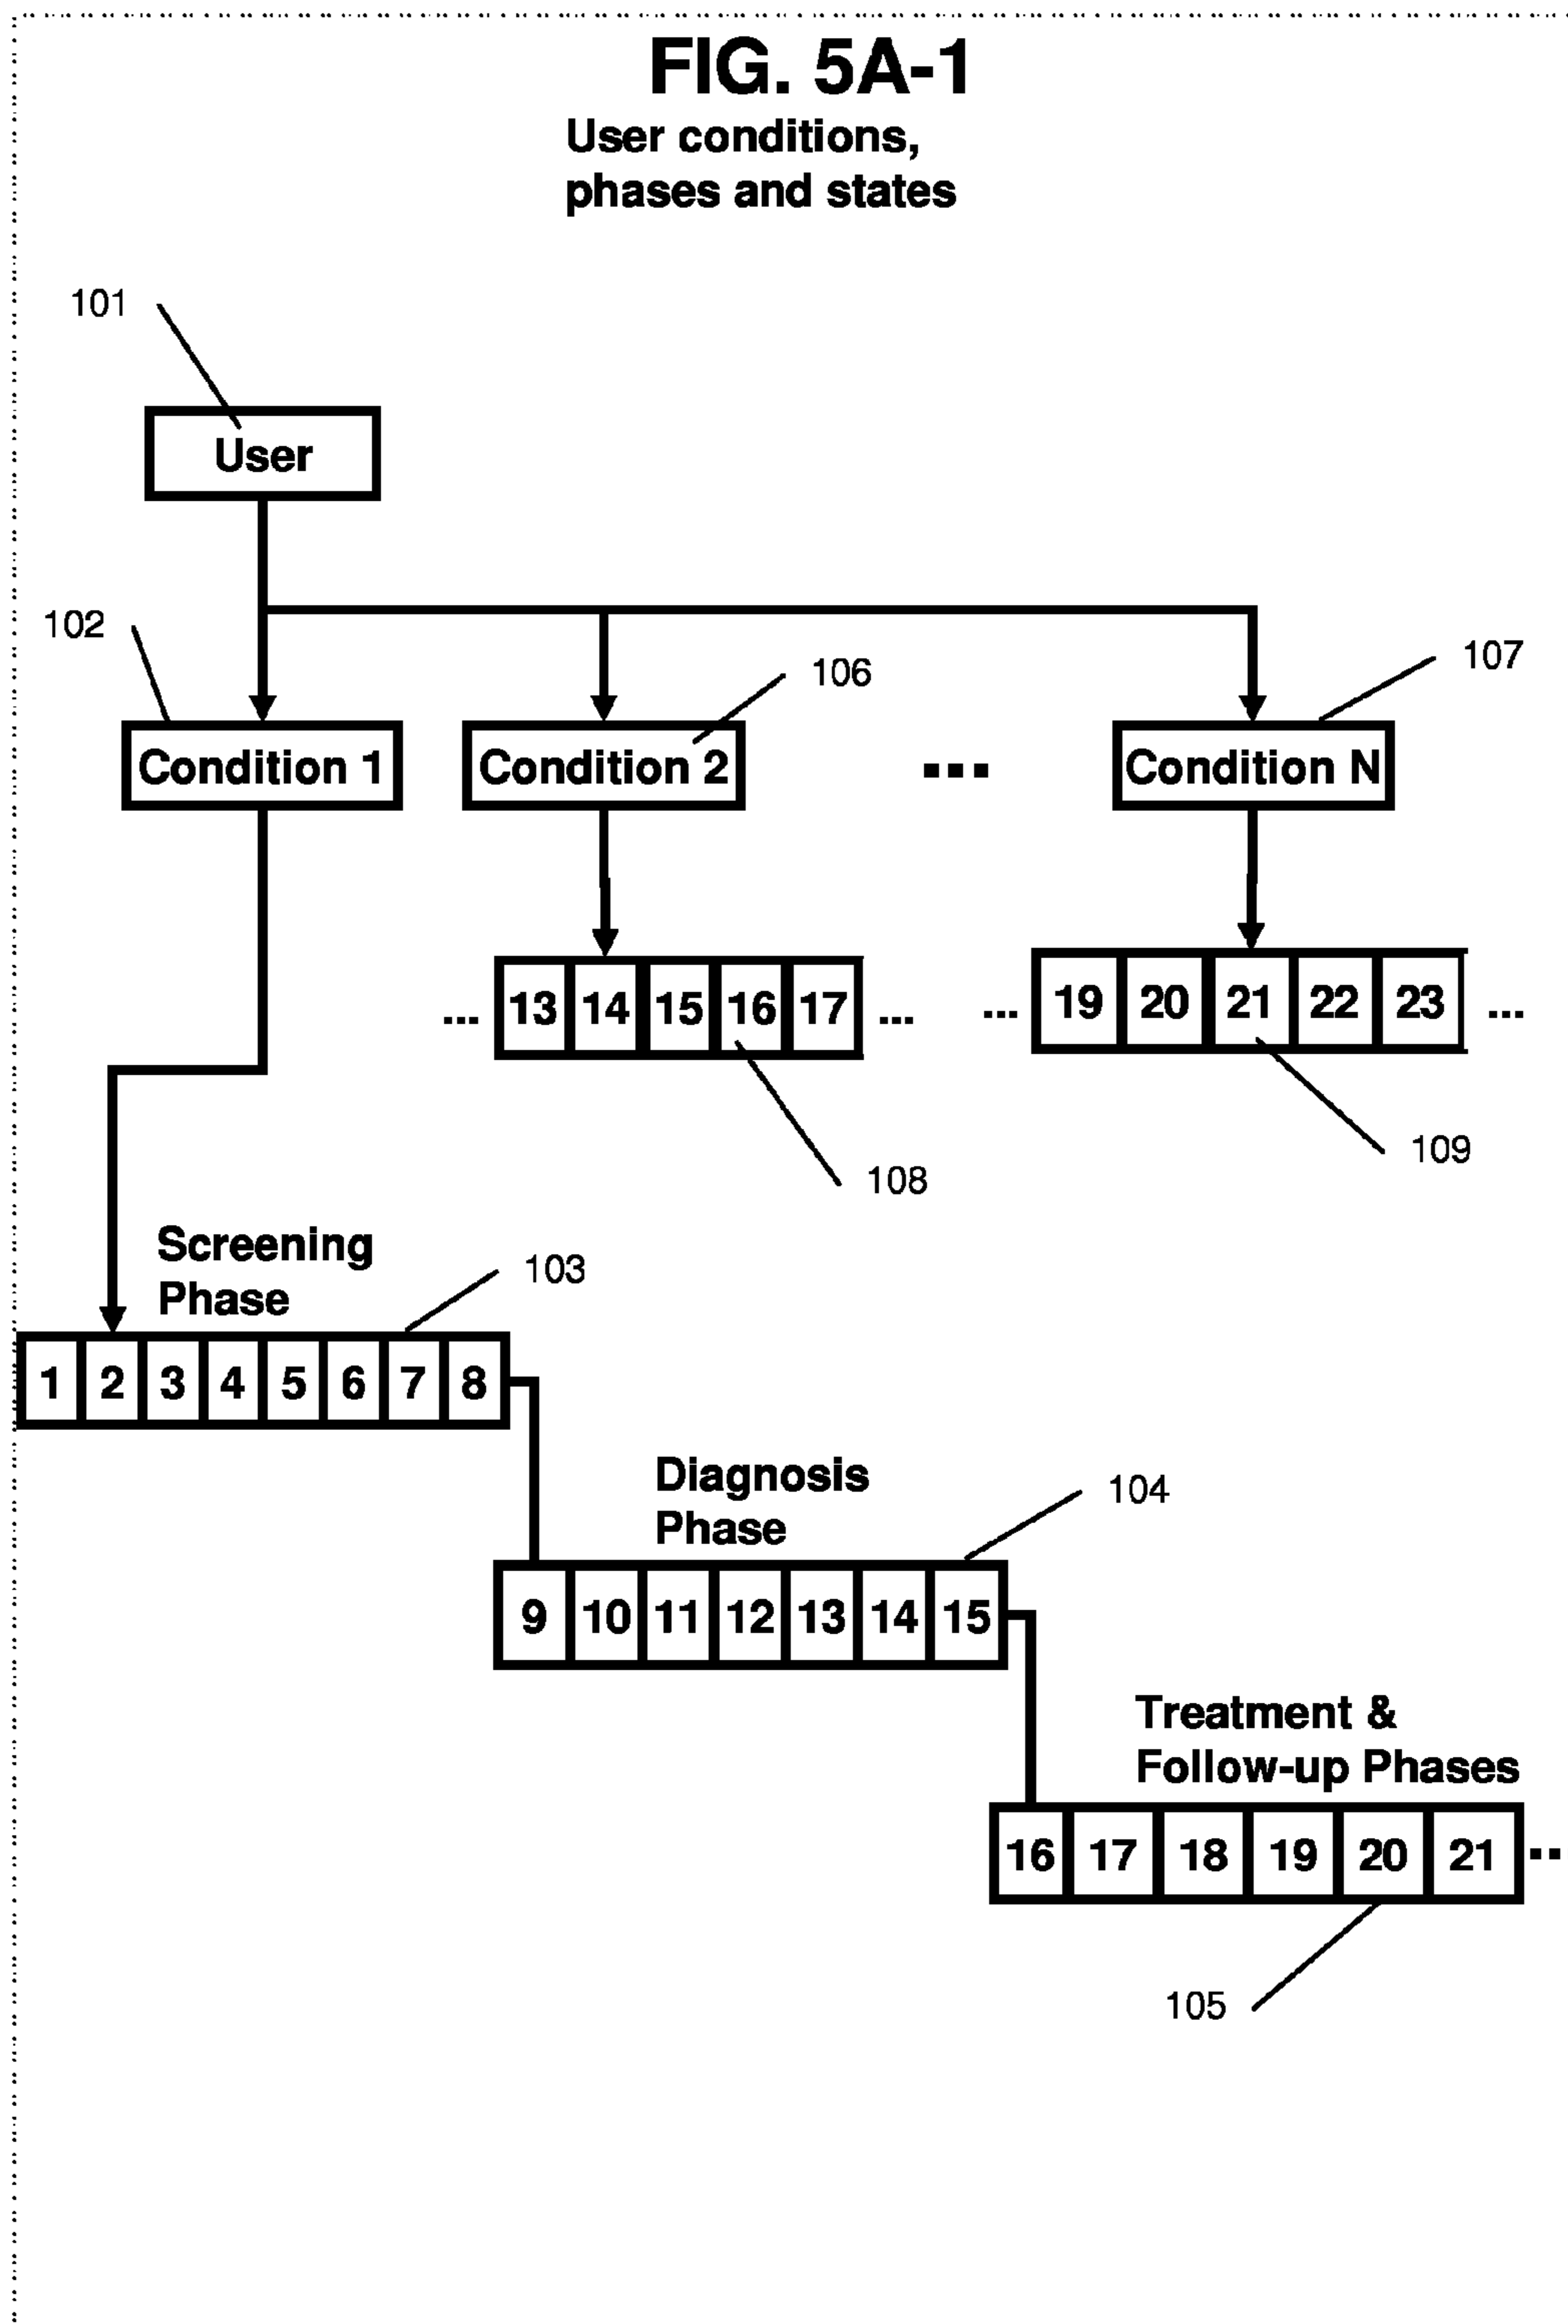 FIG. 5A-1
User conditions,
phases and states
101
User
102
106
107
Condition 1
Condition 2
...
Condition N
... 13 14 15 16 17 ...
... 19 20 21 22 23 ...
108
109
Screening
Phase
103
1 2 3 4 5 6 7 8
Diagnosis
Phase
104
9 10 11 12 13 14 15
Treatment &
Follow-up Phases
16 17 18 19 20 21 ..
105